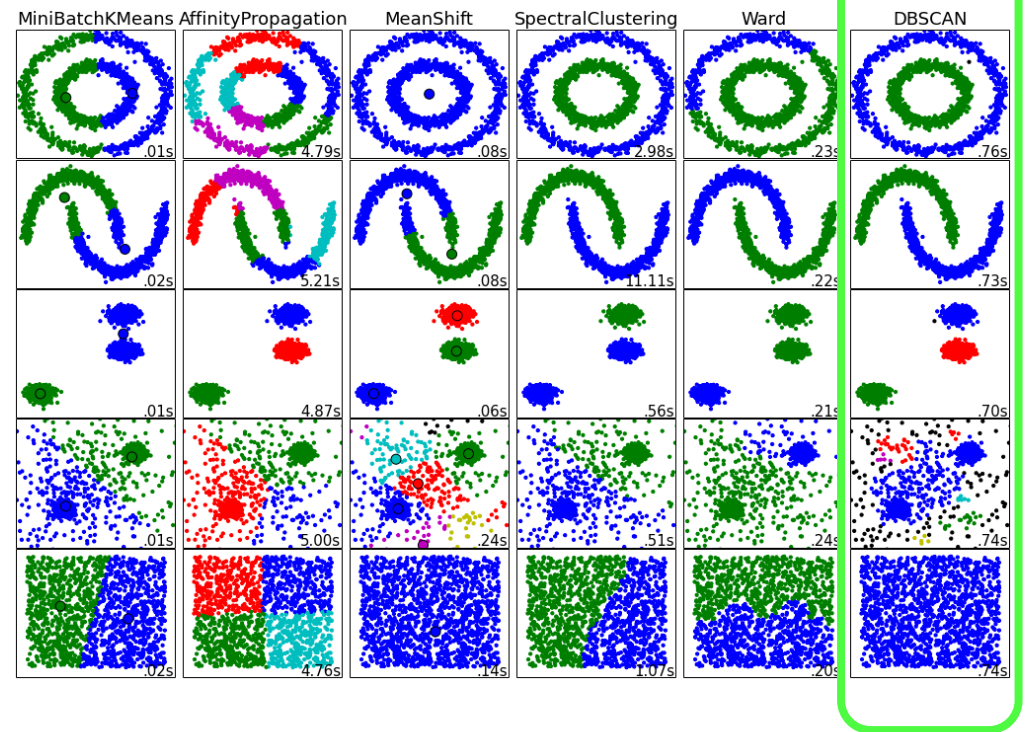 MiniBatchKMeans AffinityPropagation MeanShift SpectralClustering Ward DBSCAN
.01s 4.79s .08s 2.98s .23s .76s
.02s 5.21s .08s 11.11s .22s .73s
.01s 4.87s .06s .56s .21s .70s
.01s 5.00s .24s .51s .24s .74s
.02s 4.76s .14s 1.07s .20s .74s